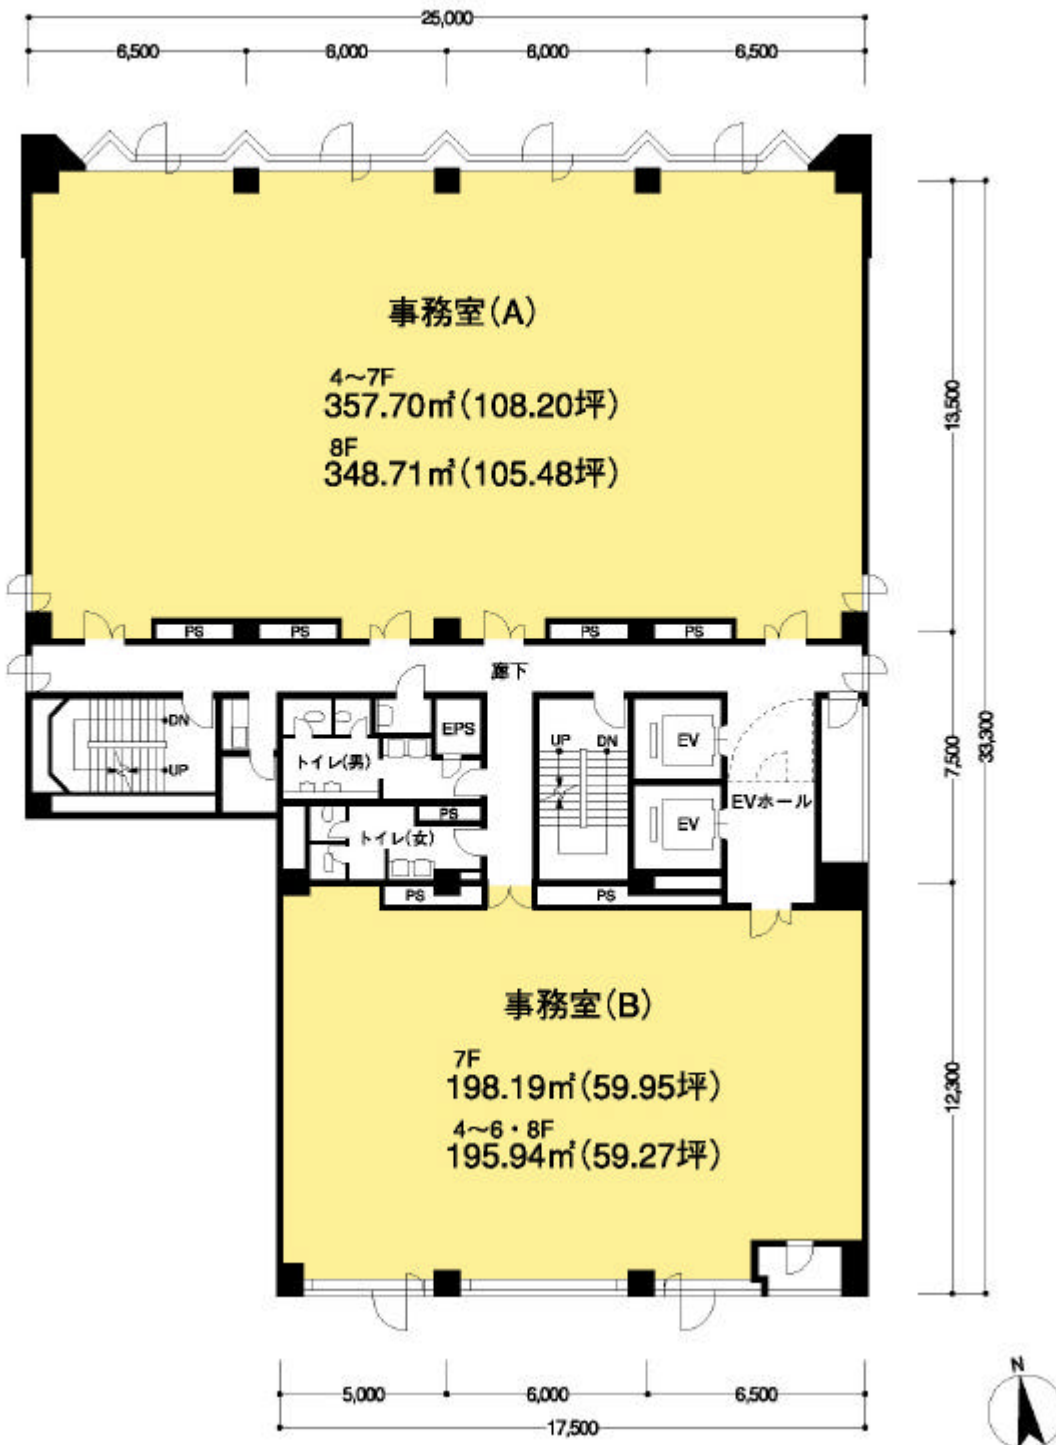 25,000
6,500
6,000
6,000
6,500
事務室(A)
4～7F
357.70㎡(108.20坪)
8F
348.71㎡(105.48坪)
13,500
33,300
PS
PS
PS
PS
廊下
DN
UP
EPS
トイレ(男)
UP
DN
EV
7,500
EVホール
PS
トイレ(女)
EV
PS
PS
事務室(B)
7F
198.19㎡(59.95坪)
4～6・8F
195.94㎡(59.27坪)
12,300
N
5,000
6,000
6,500
17,500